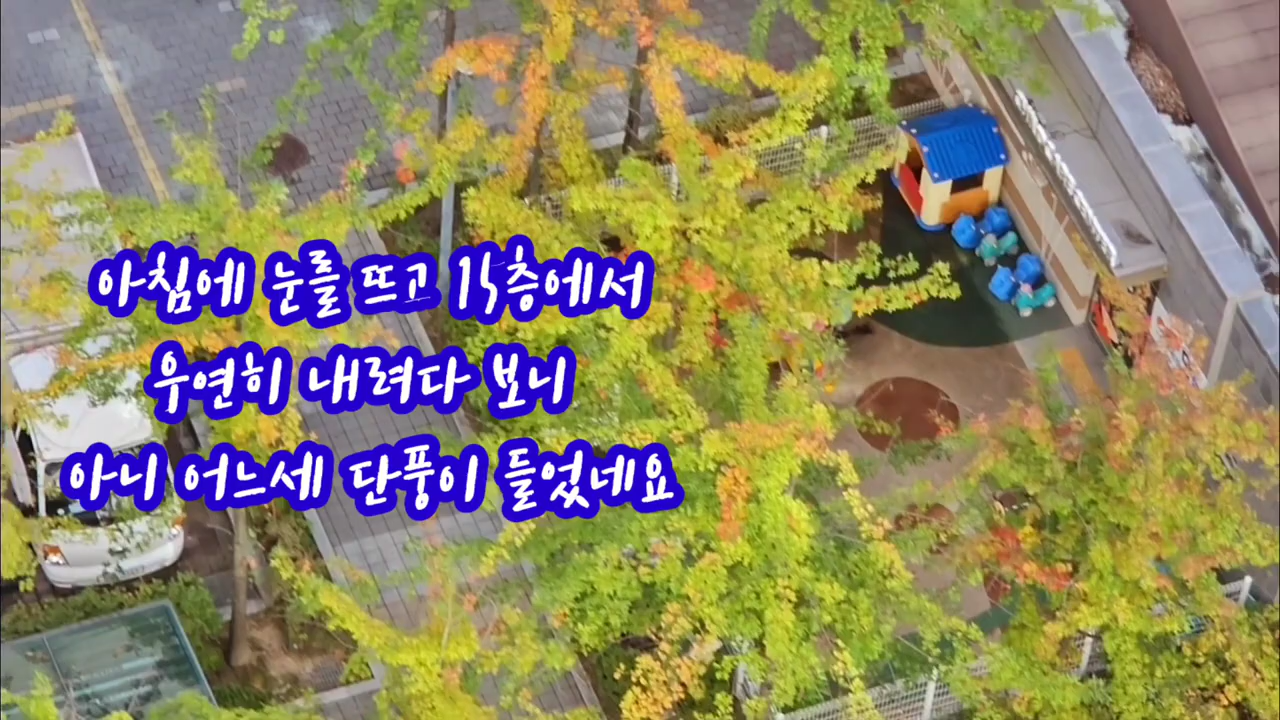 아침에 눈를 뜨고 15층에서
우연히 내려다 보니
아니 어느세 단풍이 들었네요